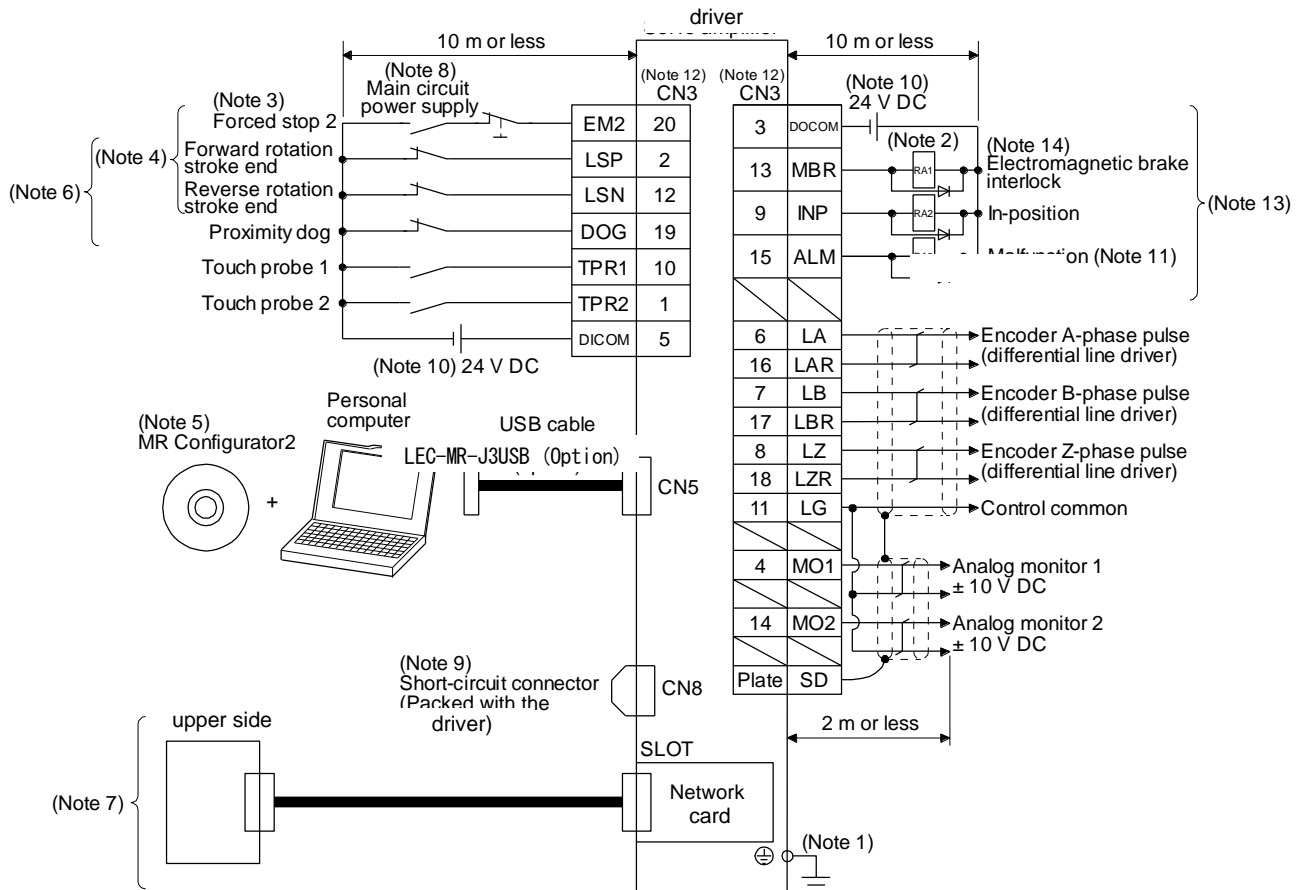 driver
10 m or less
10 m or less
(Note 8)
Main circuit
power supply
(Note 12)
CN3
(Note 12)
CN3
(Note 10)
24 V DC
(Note 3)
Forced stop 2
EM2 20
(Note 4)
Forward rotation
stroke end
LSP 2
(Note 6)
Reverse rotation
stroke end
LSN 12
Proximity dog
DOG 19
Touch probe 1
TPR1 10
Touch probe 2
TPR2 1
DICOM 5
(Note 10) 24 V DC
3 DOCOM
(Note 2)
(Note 14)
13 MBR
RA1
Electromagnetic brake
interlock
9 INP
RA2
In-position
(Note 13)
15 ALM
Malfunction (Note 11)
6 LA
Encoder A-phase pulse
(differential line driver)
16 LAR
7 LB
Encoder B-phase pulse
(differential line driver)
17 LBR
8 LZ
Encoder Z-phase pulse
(differential line driver)
18 LZR
11 LG
Control common
4 MO1
Analog monitor 1
± 10 V DC
14 MO2
Analog monitor 2
± 10 V DC
Plate SD
2 m or less
(Note 5)
MR Configurator2
+
Personal
computer
USB cable
LEC-MR-J3USB (Option)
CN5
(Note 9)
Short-circuit connector
(Packed with the
driver)
CN8
(Note 7)
upper side
SLOT
Network
card
(Note 1)